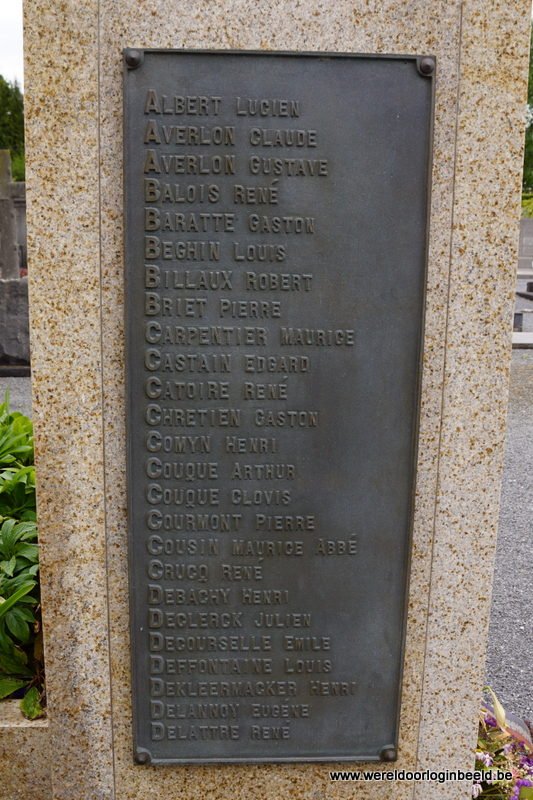 ALBERT LUCIEN
AVERLON CLAUDE
AVERLON GUSTAVE
BALOIS RENÉ
BARATTE GASTON
BEGHIN LOUIS
BILLAUX ROBERT
BRIET PIERRE
CARPENTIER MAURICE
CASTAIN EDGARD
CATOIRE RENÉ
CHRETIEN GASTON
COMYN HENRI
COUQUE ARTHUR
COUQUE CLOVIS
COURMONT PIERRE
COUSIN MAURICE ABBÉ
CRUCQ RENÉ
DEBACHY HENRI
DECLERCK JULIEN
DECOURSELLE EMILE
DEFFONTAINE LOUIS
DEKLEERMACKER HENRI
DELANNOY EUGÈNE
DELATTRE RENÉ
www.wereldoorloginbeeld.be